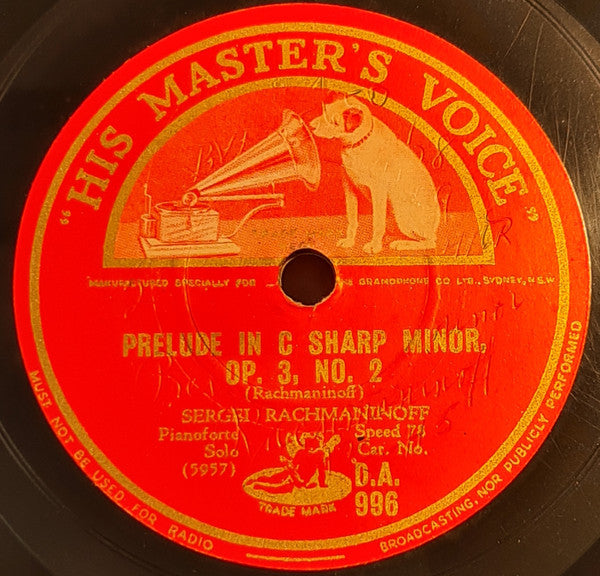 "HIS MASTER'S VOICE"
MANUFACTURED SPECIALLY FOR THE GRAMOPHONE CO LTD., SYDNEY, N.S.W
PRELUDE IN C SHARP MINOR,
OP. 3, NO. 2
(Rachmaninoff)
SERGEI RACHMANINOFF
Pianoforte Speed 78
Solo Car. No.
(5957) D.A.
996
TRADE MARK
MUST NOT BE USED FOR RADIO BROADCASTING, NOR PUBLICLY PERFORMED